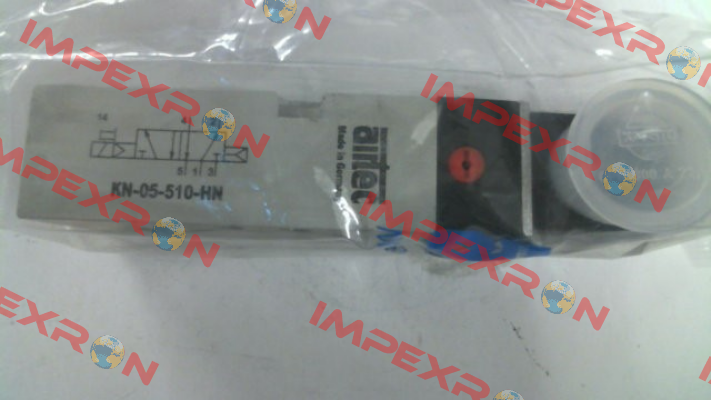 IMPEXRON
IMPEXRON
IMPEXRON
14
4
5 1 3
KN-05-510-HN
airtec
Made in Germany
IMPEXRON
IMPEXRON
IMPEXRON